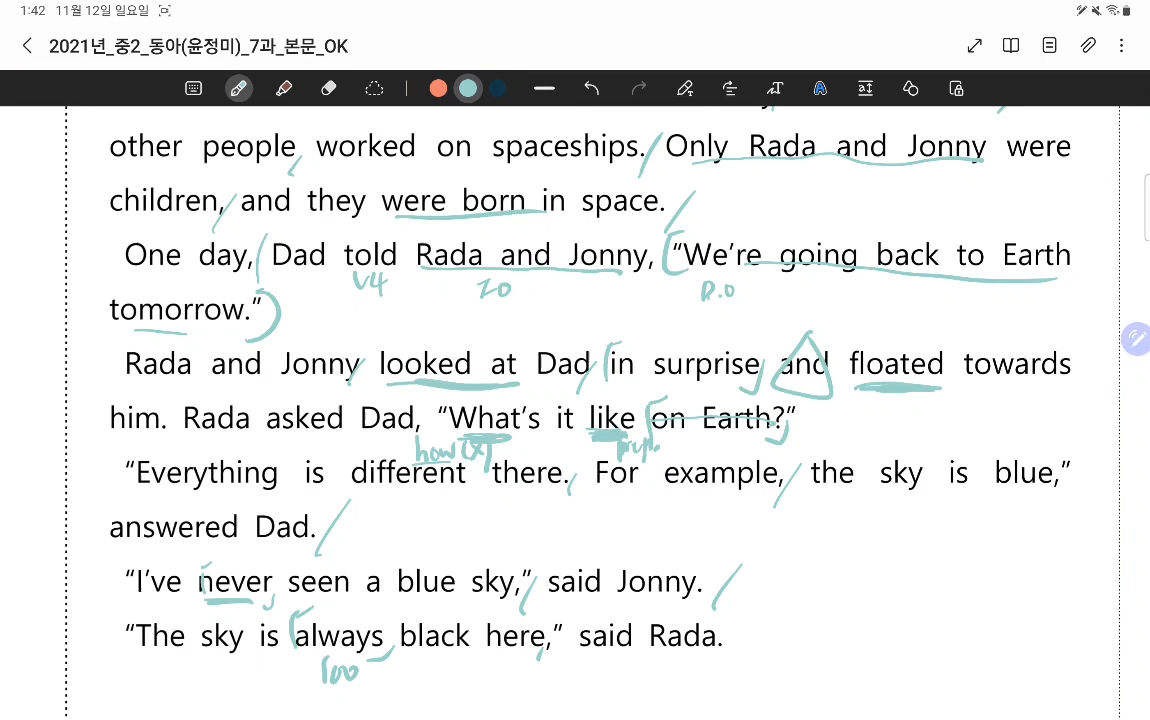 1:42 11월 12일 일요일
2021년_중2_동아(윤정미)_7과_본문_OK
other people worked on spaceships. Only Rada and Jonny were
children, and they were born in space.
One day, Dad told Rada and Jonny, “We’re going back to Earth
V4 IO D.O
tomorrow.”
Rada and Jonny looked at Dad in surprise and floated towards
him. Rada asked Dad, “What’s it like on Earth?”
how(x)
“Everything is different there. For example, the sky is blue,”
answered Dad.
“I’ve never seen a blue sky,” said Jonny.
“The sky is always black here,” said Rada.
100